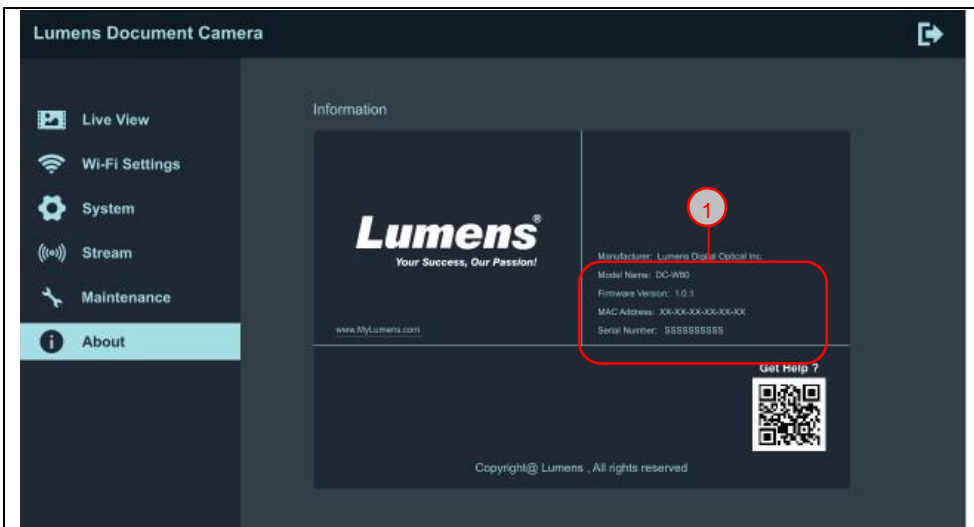 Lumens Document Camera
Live View
Wi-Fi Settings
System
Stream
Maintenance
About
Information
Lumens®
Your Success, Our Passion!
www.MyLumens.com
1
Manufacturer: Lumens Digital Optical Inc.
Model Name: DC-W80
Firmware Version: 1.0.1
MAC Address: XX-XX-XX-XX-XX-XX
Serial Number: SSSSSSSSSS
Get Help ?
Copyright@ Lumens , All rights reserved